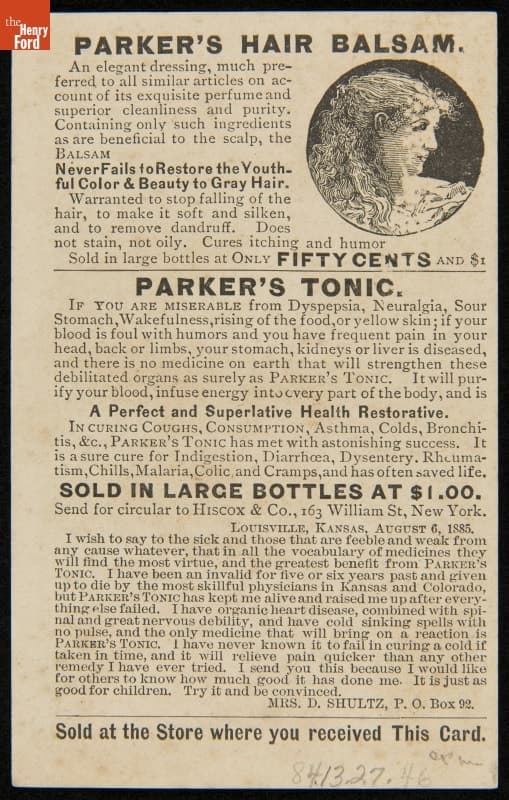 the
Henry
Ford
PARKER'S HAIR BALSAM.
An elegant dressing, much pre-
ferred to all similar articles on ac-
count of its exquisite perfume and
superior cleanliness and purity.
Containing only such ingredients
as are beneficial to the scalp, the
BALSAM
Never Fails to Restore the Youth-
ful Color & Beauty to Gray Hair.
Warranted to stop falling of the
hair, to make it soft and silken,
and to remove dandruff. Does
not stain, not oily. Cures itching and humor
Sold in large bottles at ONLY FIFTY CENTS AND $1
PARKER'S TONIC.
IF YOU ARE MISERABLE from Dyspepsia, Neuralgia, Sour
Stomach, Wakefulness, rising of the food, or yellow skin; if your
blood is foul with humors and you have frequent pain in your
head, back or limbs, your stomach, kidneys or liver is diseased,
and there is no medicine on earth that will strengthen these
debilitated organs as surely as PARKER'S TONIC. It will pur-
ify your blood, infuse energy into every part of the body, and is
A Perfect and Superlative Health Restorative.
IN CURING COUGHS, CONSUMPTION, Asthma, Colds, Bronchi-
tis, &c., PARKER'S TONIC has met with astonishing success. It
is a sure cure for Indigestion, Diarrhœa, Dysentery. Rheuma-
tism, Chills, Malaria, Colic and Cramps, and has often saved life.
SOLD IN LARGE BOTTLES AT $1.00.
Send for circular to HISCOX & CO., 163 William St, New York.
LOUISVILLE, KANSAS, AUGUST 6, 1885.
I wish to say to the sick and those that are feeble and weak from
any cause whatever, that in all the vocabulary of medicines they
will find the most virtue, and the greatest benefit from PARKER'S
TONIC. I have been an invalid for five or six years past and given
up to die by the most skillful physicians in Kansas and Colorado,
but PARKER'S TONIC has kept me alive and raised me up after every-
thing else failed. I have organic heart disease, combined with spi-
nal and great nervous debility, and have cold sinking spells with
no pulse, and the only medicine that will bring on a reaction is
PARKER'S TONIC. I have never known it to fail in curing a cold if
taken in time, and it will relieve pain quicker than any other
remedy I have ever tried. I send you this because I would like
for others to know how much good it has done me. It is just as
good for children. Try it and be convinced.
MRS. D. SHULTZ, P. O. Box 92.
Sold at the Store where you received This Card.
84.13.27.46